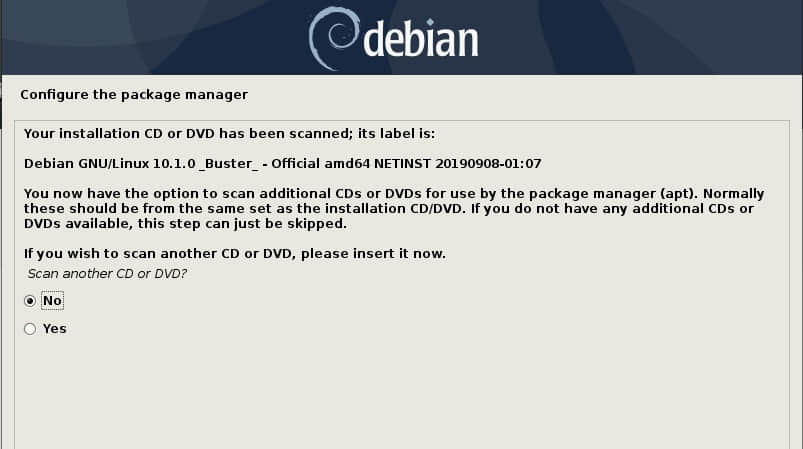 debian
Configure the package manager
Your installation CD or DVD has been scanned; its label is:
Debian GNU/Linux 10.1.0 _Buster_ - Official amd64 NETINST 20190908-01:07
You now have the option to scan additional CDs or DVDs for use by the package manager (apt). Normally
these should be from the same set as the installation CD/DVD. If you do not have any additional CDs or
DVDs available, this step can just be skipped.
If you wish to scan another CD or DVD, please insert it now.
Scan another CD or DVD?
No
Yes